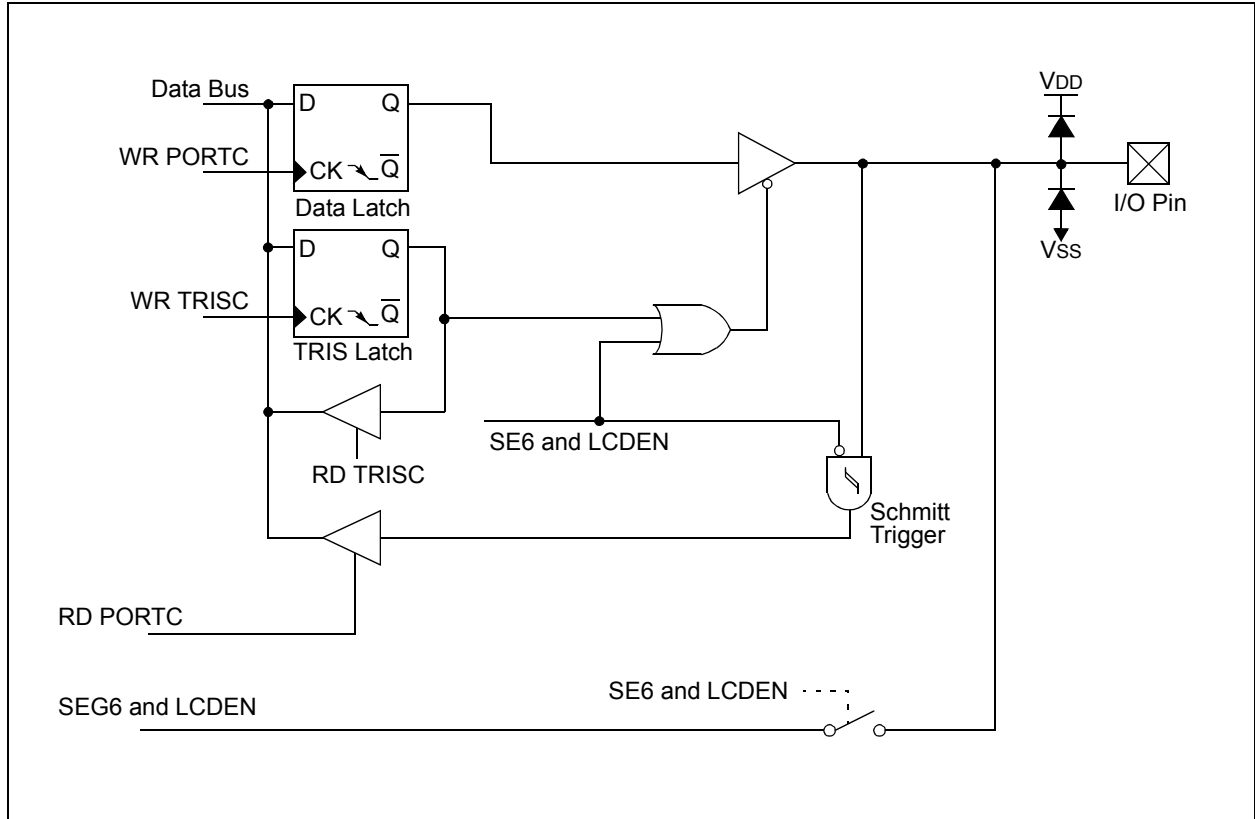 Data Bus
D Q
VDD
WR PORTC
CK Q̅
I/O Pin
Data Latch
D Q
VSS
WR TRISC
CK Q̅
TRIS Latch
SE6 and LCDEN
RD TRISC
Schmitt
Trigger
RD PORTC
SE6 and LCDEN
SEG6 and LCDEN